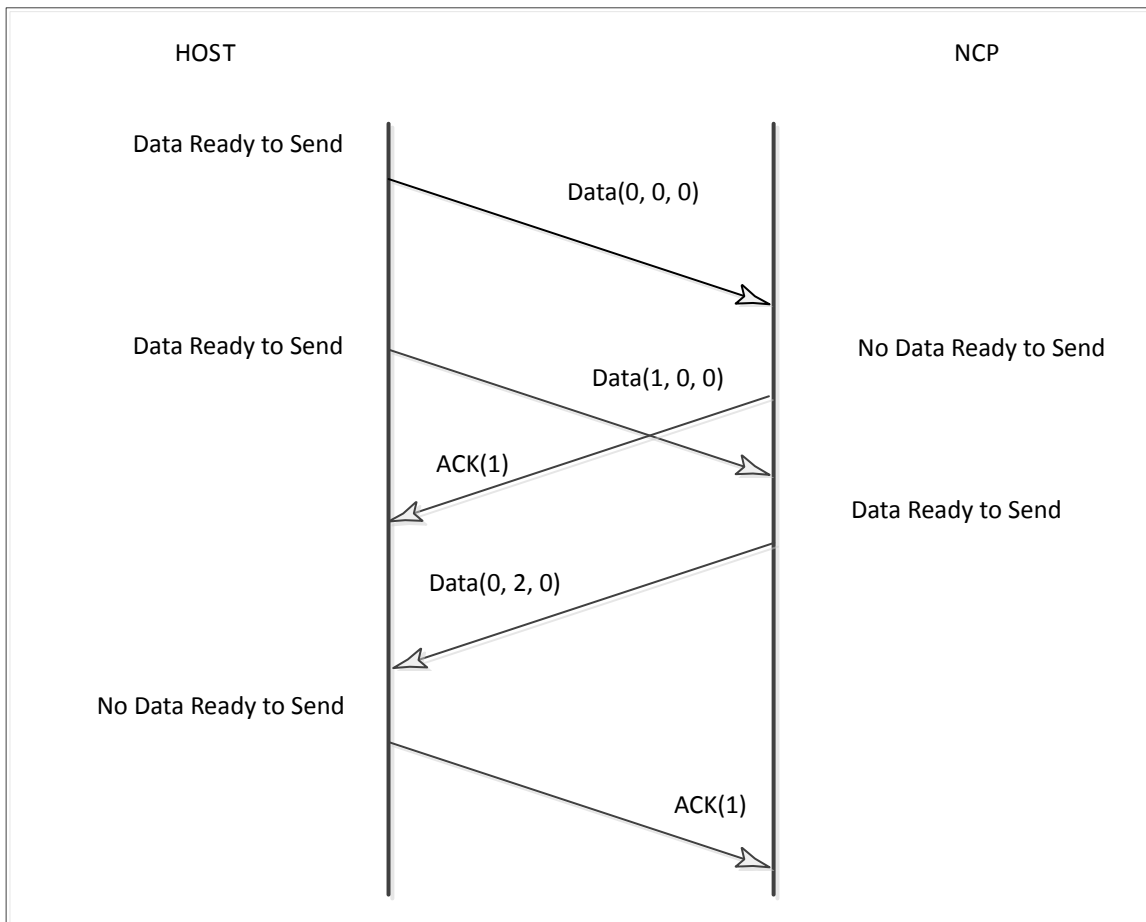 HOST
NCP
Data Ready to Send
Data(0, 0, 0)
Data Ready to Send
No Data Ready to Send
Data(1, 0, 0)
ACK(1)
Data Ready to Send
Data(0, 2, 0)
No Data Ready to Send
ACK(1)